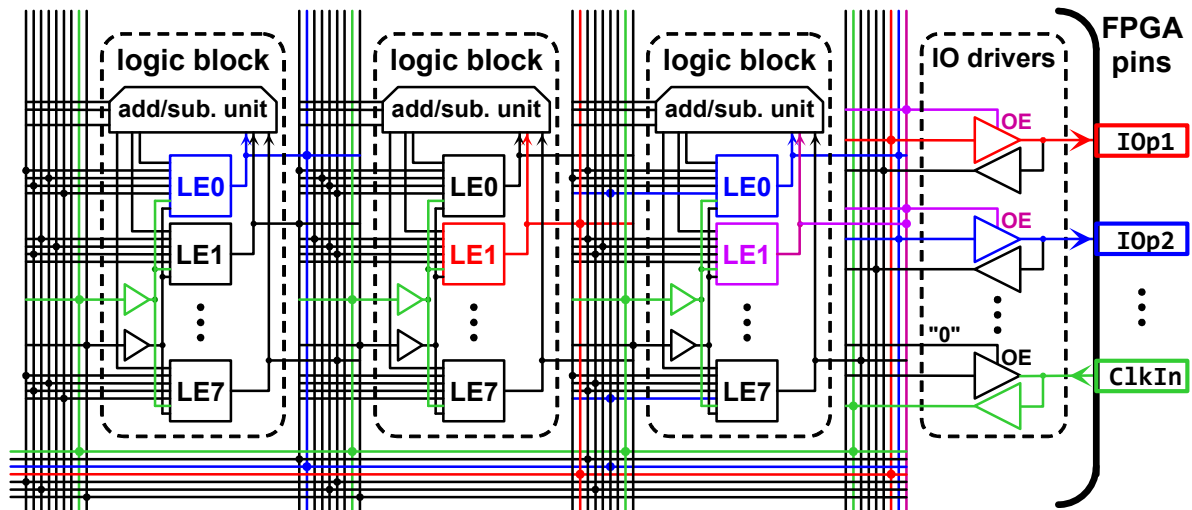 logic block
add/sub. unit
LE0
LE1
LE7
logic block
add/sub. unit
LE0
LE1
LE7
logic block
add/sub. unit
LE0
LE1
LE7
IO drivers
OE
OE
"0"
OE
FPGA
pins
IOp1
IOp2
ClkIn